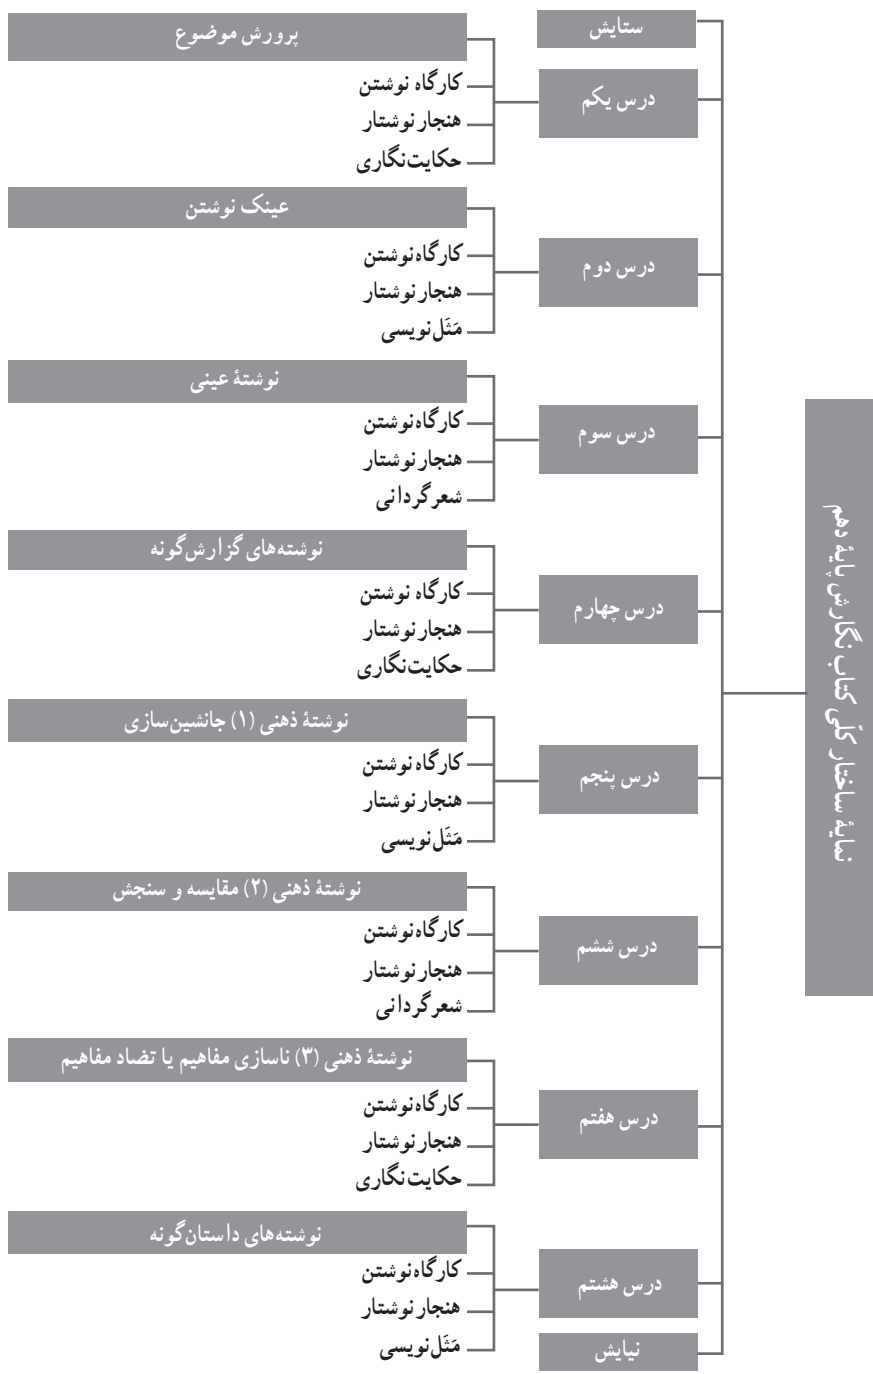 نمایهٔ ساختار کلّی کتاب نگارش پایهٔ دهم
ستایش
درس یکم
پرورش موضوع
کارگاه نوشتن
هنجار نوشتار
حکایت‌نگاری
درس دوم
عینک نوشتن
کارگاه نوشتن
هنجار نوشتار
مَثَل‌نویسی
درس سوم
نوشتهٔ عینی
کارگاه نوشتن
هنجار نوشتار
شعرگردانی
درس چهارم
نوشته‌های گزارش‌گونه
کارگاه نوشتن
هنجار نوشتار
حکایت‌نگاری
درس پنجم
نوشتهٔ ذهنی (۱) جانشین‌سازی
کارگاه نوشتن
هنجار نوشتار
مَثَل‌نویسی
درس ششم
نوشتهٔ ذهنی (۲) مقایسه و سنجش
کارگاه نوشتن
هنجار نوشتار
شعرگردانی
درس هفتم
نوشتهٔ ذهنی (۳) ناسازی مفاهیم یا تضاد مفاهیم
کارگاه نوشتن
هنجار نوشتار
حکایت‌نگاری
درس هشتم
نوشته‌های داستان‌گونه
کارگاه نوشتن
هنجار نوشتار
مَثَل‌نویسی
نیایش